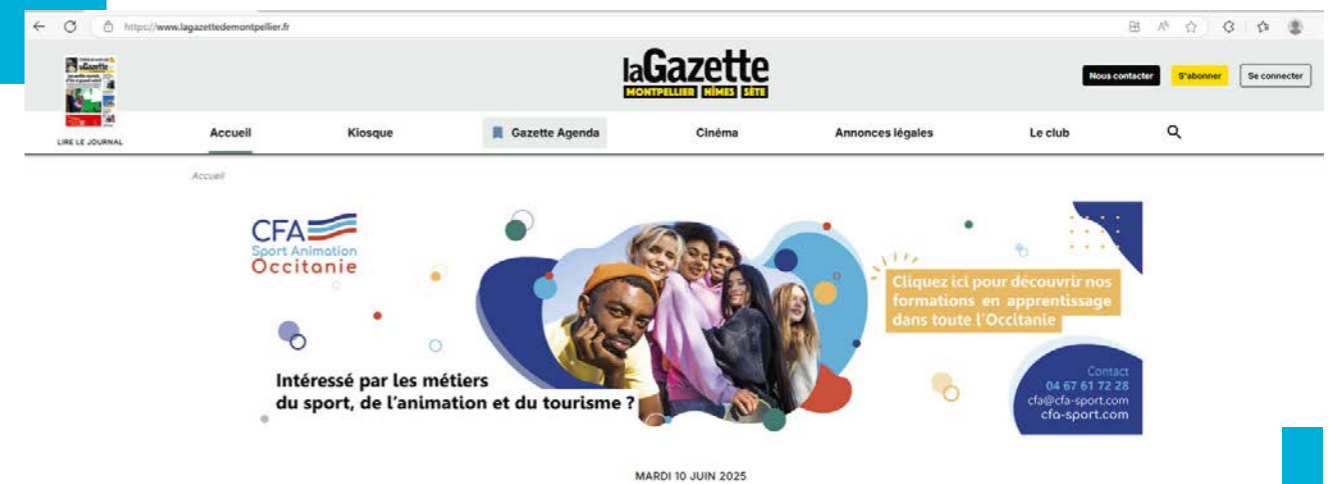 https://www.lagazettedemontpellier.fr
laGazette
MONTPELLIER NÎMES SÈTE
Nous contacter
S'abonner
Se connecter
LIRE LE JOURNAL
Accueil
Kiosque
Gazette Agenda
Cinéma
Annonces légales
Le club
Accueil
CFA
Sport Animation
Occitanie
Cliquez ici pour découvrir nos
formations en apprentissage
dans toute l'Occitanie
Intéressé par les métiers
du sport, de l'animation et du tourisme ?
Contact
04 67 61 72 28
cfa@cfa-sport.com
cfa-sport.com
MARDI 10 JUIN 2025